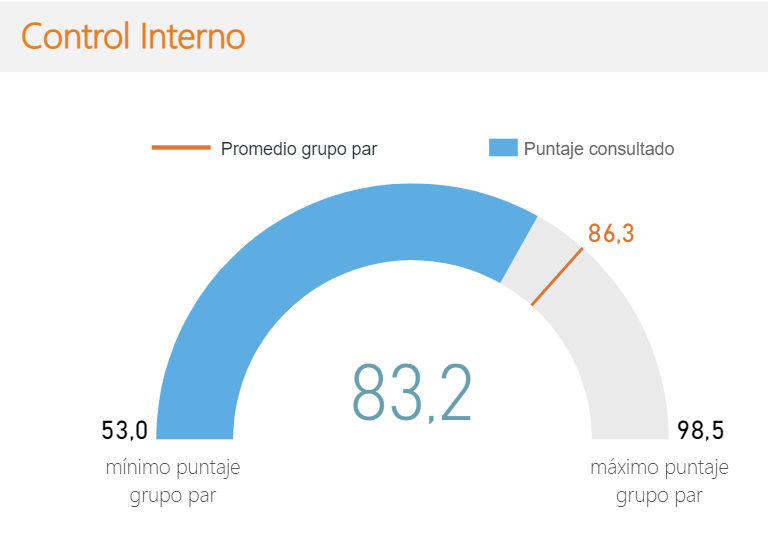 Control Interno
Promedio grupo par
Puntaje consultado
86,3
83,2
53,0
98,5
mínimo puntaje
grupo par
máximo puntaje
grupo par